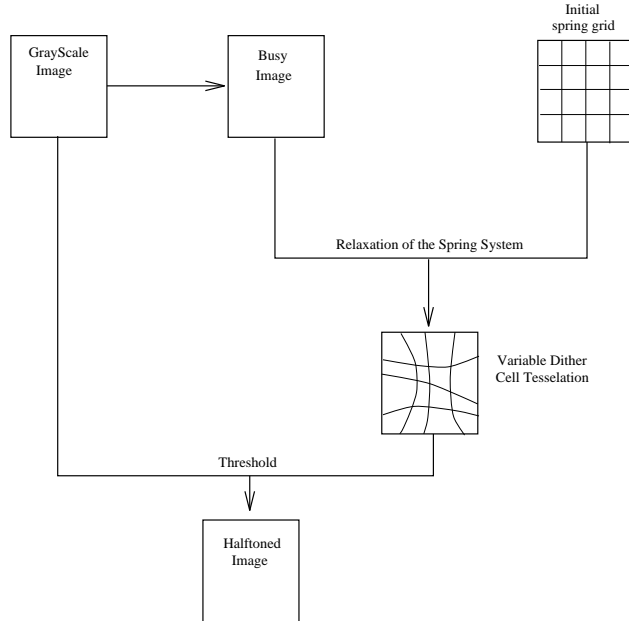 GrayScale
Image
Busy
Image
Initial
spring grid
Relaxation of the Spring System
Variable Dither
Cell Tesselation
Threshold
Halftoned
Image